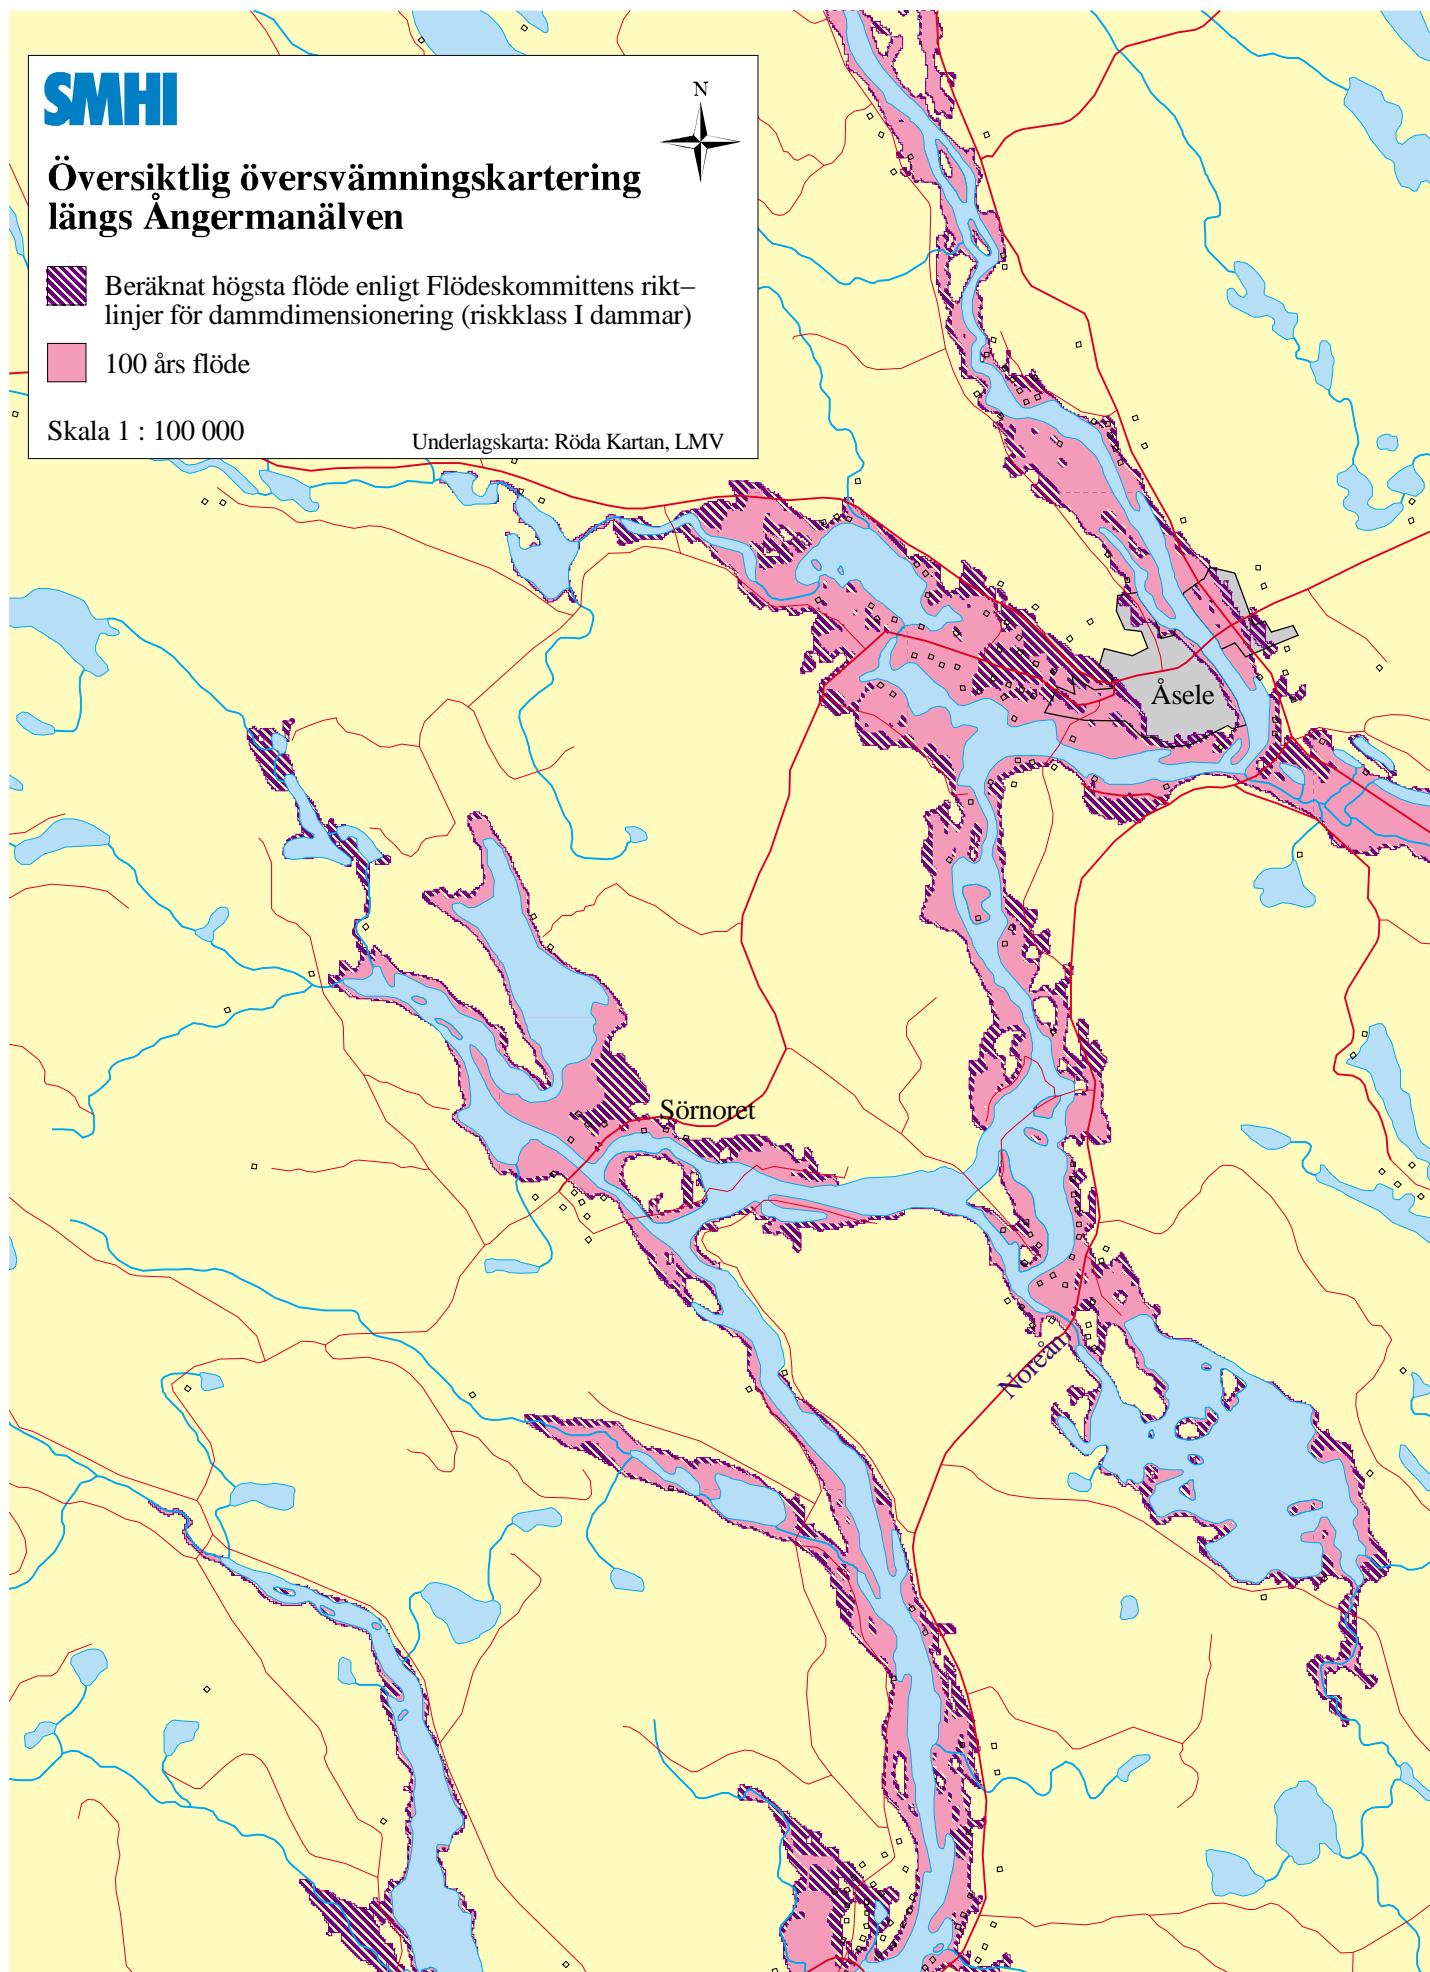 SMHI
N
Översiktlig översvämningskartering
längs Ångermanälven
Beräknat högsta flöde enligt Flödeskommittens rikt–
linjer för dammdimensionering (riskklass I dammar)
100 års flöde
Skala 1 : 100 000
Underlagskarta: Röda Kartan, LMV
Åsele
Sörnoret
Noreån